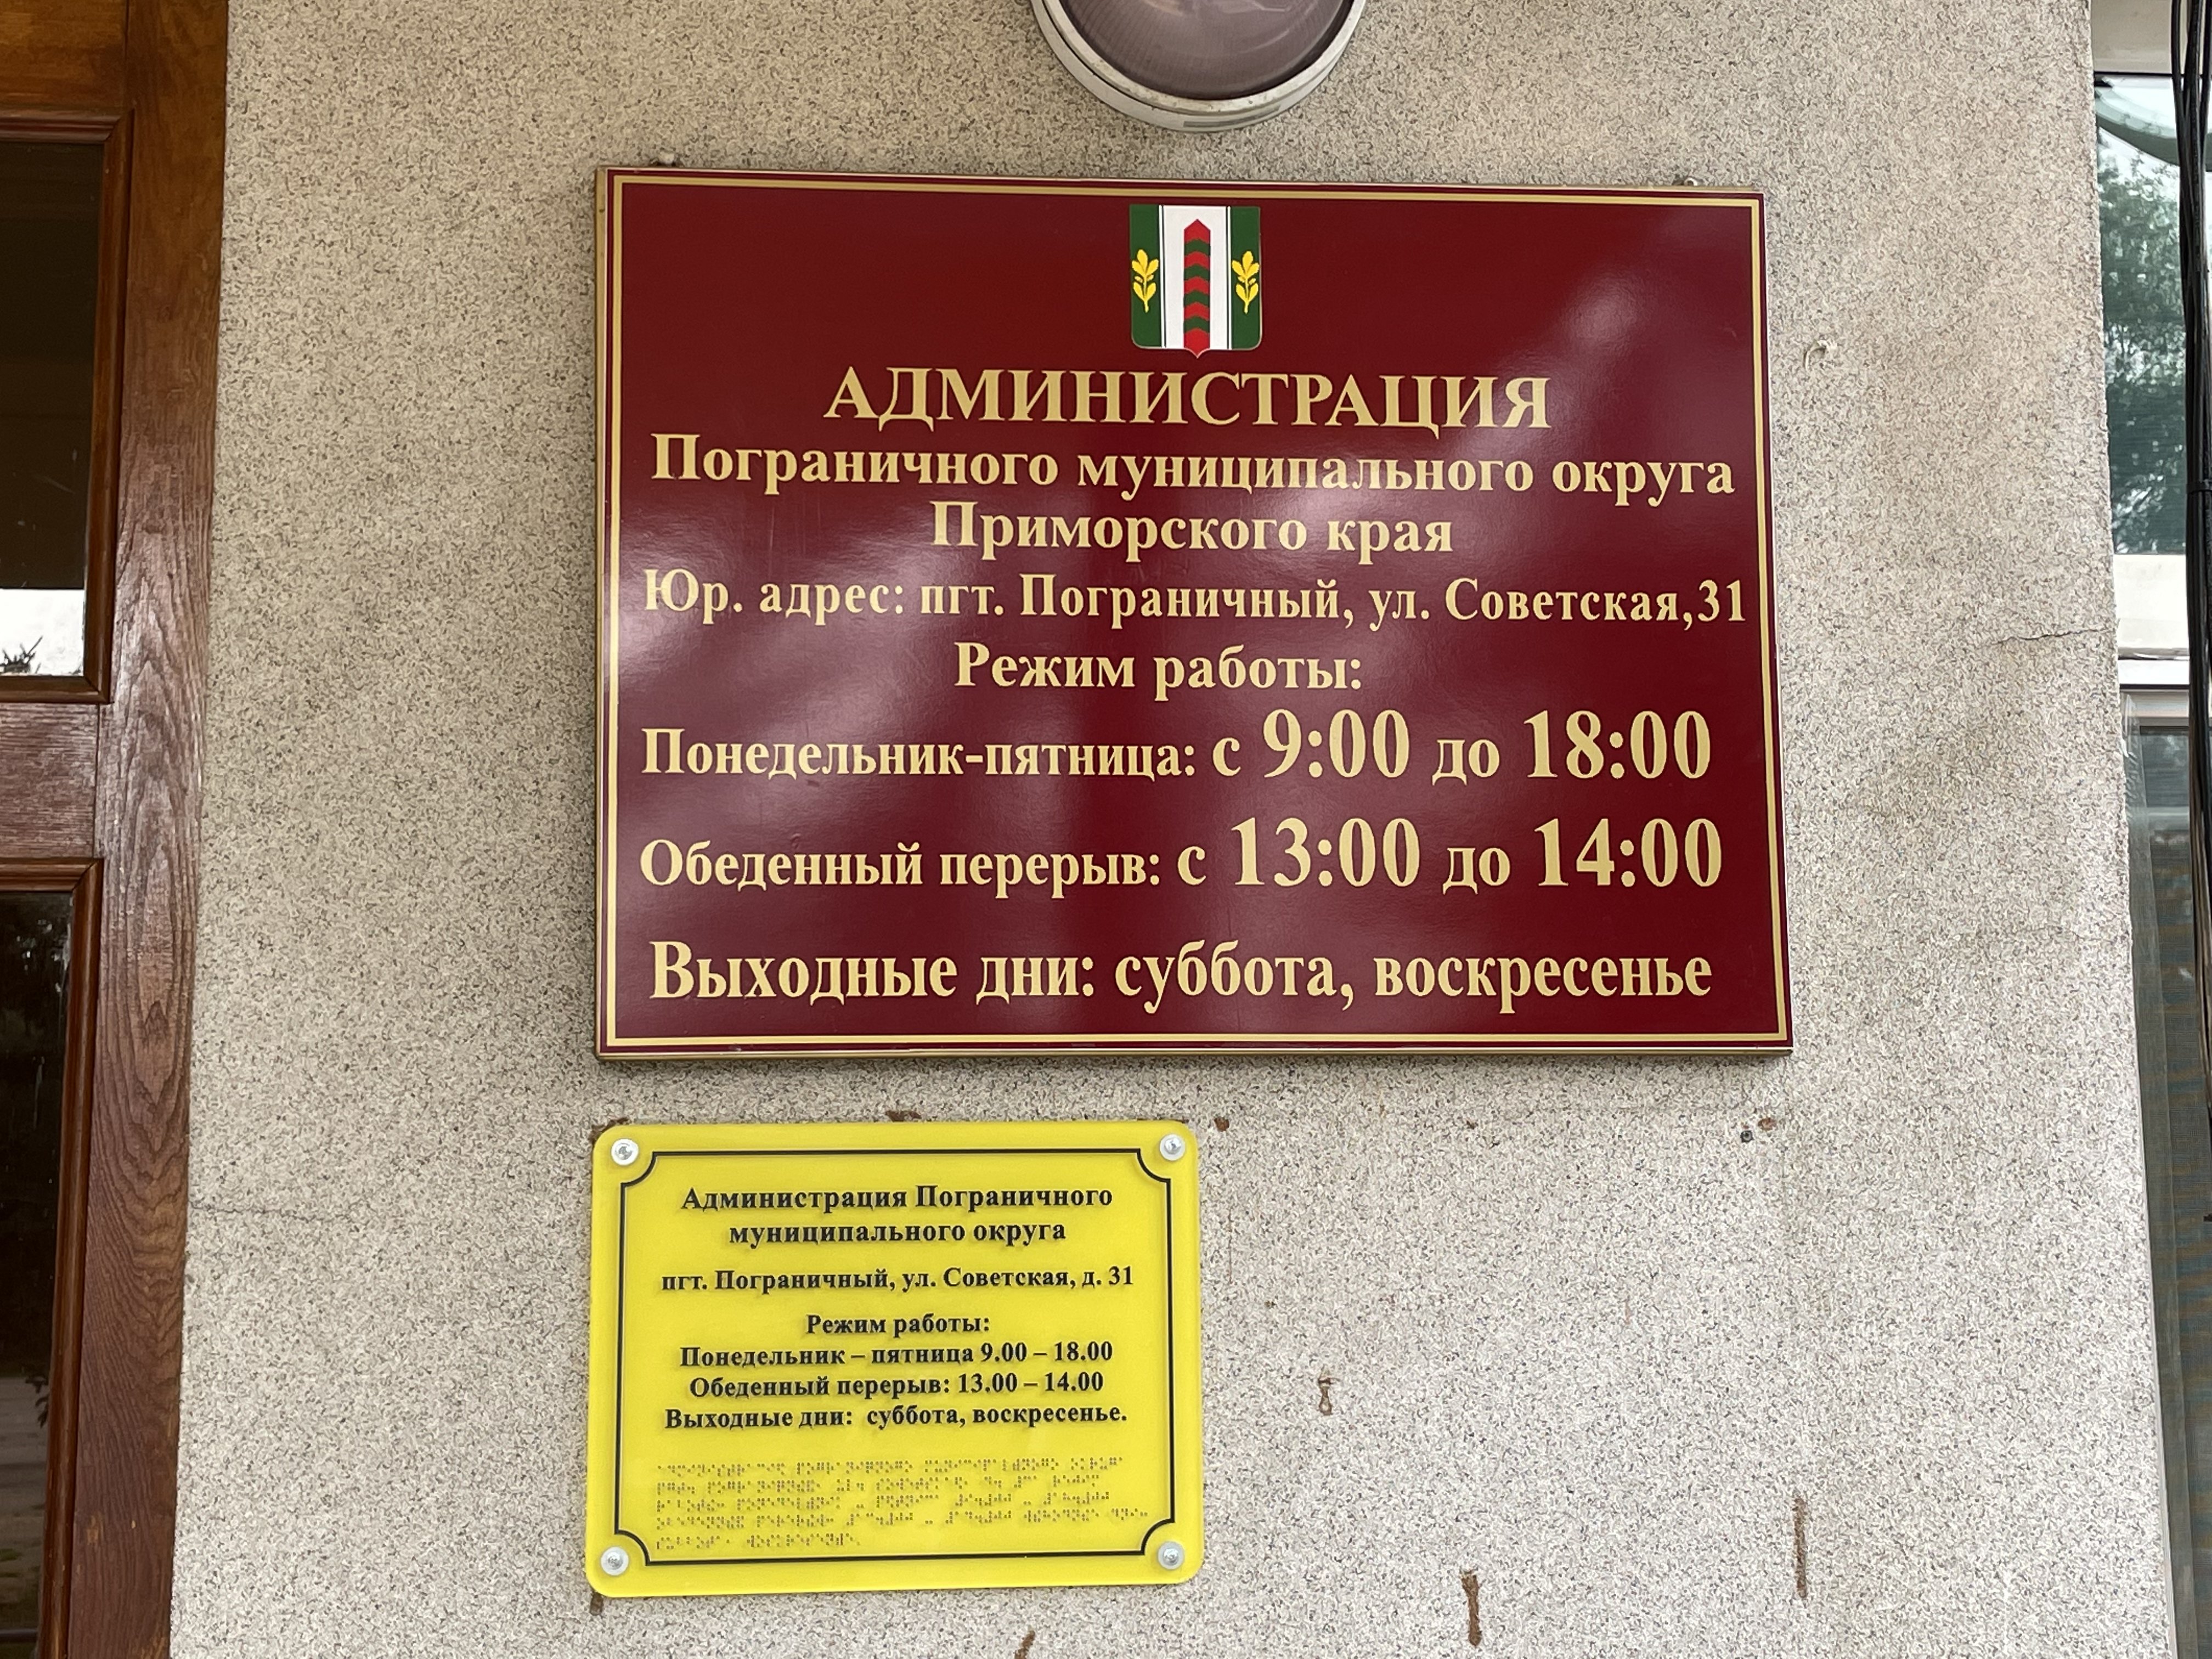 АДМИНИСТРАЦИЯ
Пограничного муниципального округа
Приморского края
Юр. адрес: пгт. Пограничный, ул. Советская,31
Режим работы:
Понедельник-пятница: с 9:00 до 18:00
Обеденный перерыв: с 13:00 до 14:00
Выходные дни: суббота, воскресенье
Администрация Пограничного
муниципального округа
пгт. Пограничный, ул. Советская, д. 31
Режим работы:
Понедельник – пятница 9.00 – 18.00
Обеденный перерыв: 13.00 – 14.00
Выходные дни: суббота, воскресенье.